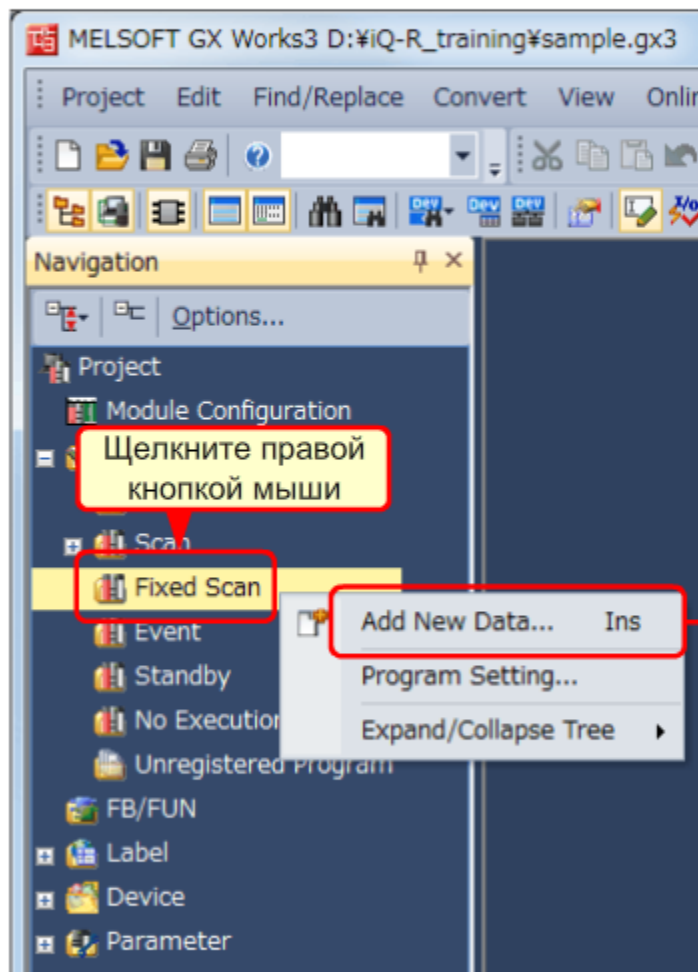 MELSOFT GX Works3 D:¥iQ-R_training¥sample.gx3
Project Edit Find/Replace Convert View
Navigation
Options...
Project
Module Configuration
Щелкните правой
кнопкой мыши
Scan
Fixed Scan
Add New Data... Ins
Event
Standby
Program Setting...
No Execution
Expand/Collapse Tree
Unregistered Program
FB/FUN
Label
Device
Parameter